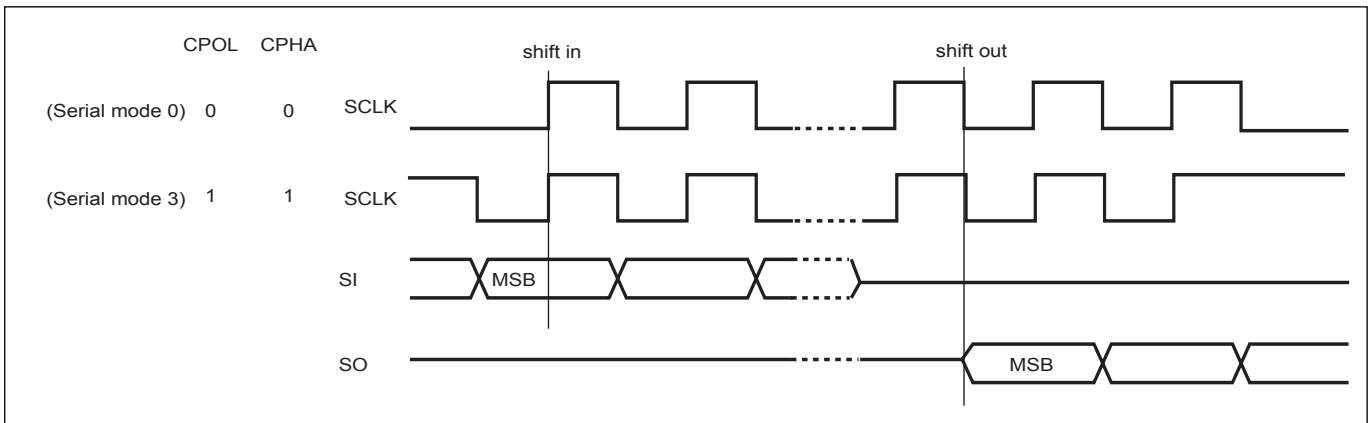 CPOL CPHA shift in shift out
(Serial mode 0) 0 0 SCLK
(Serial mode 3) 1 1 SCLK
SI MSB
SO MSB